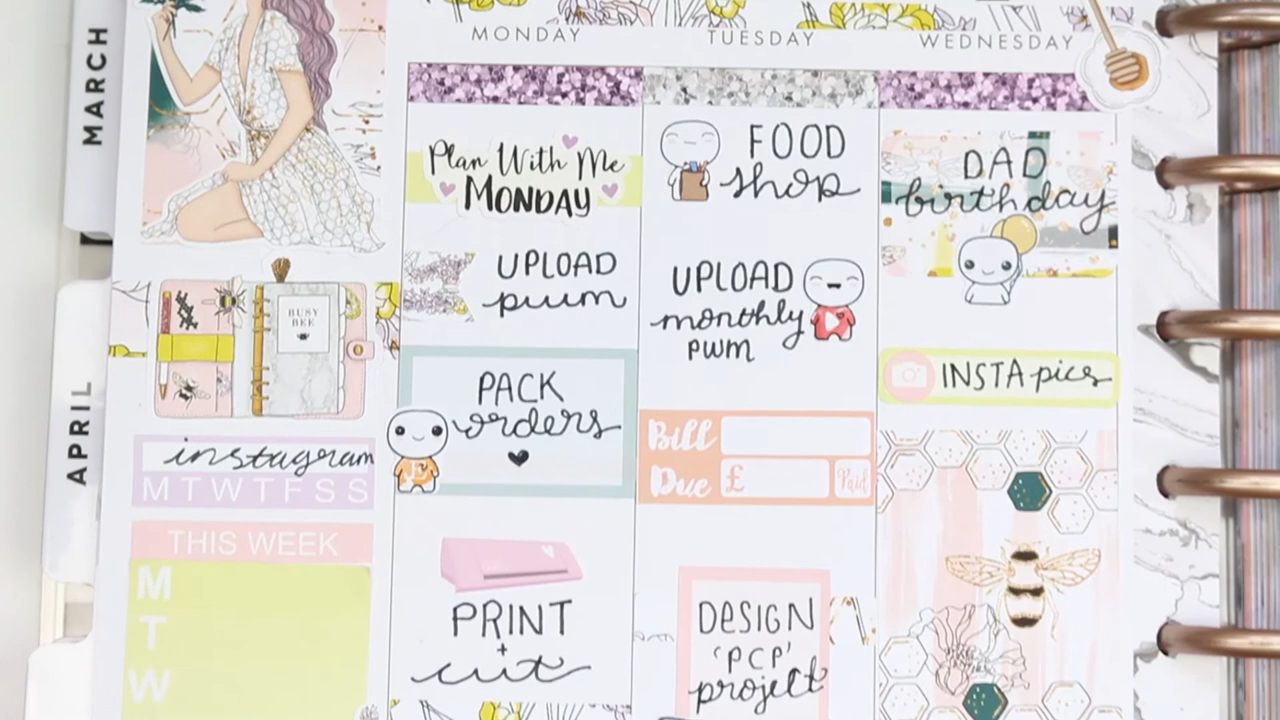 MARCH
APRIL
MONDAY
TUESDAY
WEDNESDAY
BUSY
BEE
instagram
M T W T F S S
THIS WEEK
M
T
W
Plan With Me
MONDAY
UPLOAD
pwm
PACK
orders
E
PRINT
+
cut
FOOD
shop
UPLOAD
monthly
PWM
Bill
Due £ Paid
DESIGN
'PCP'
project
DAD
birthday
INSTA pics